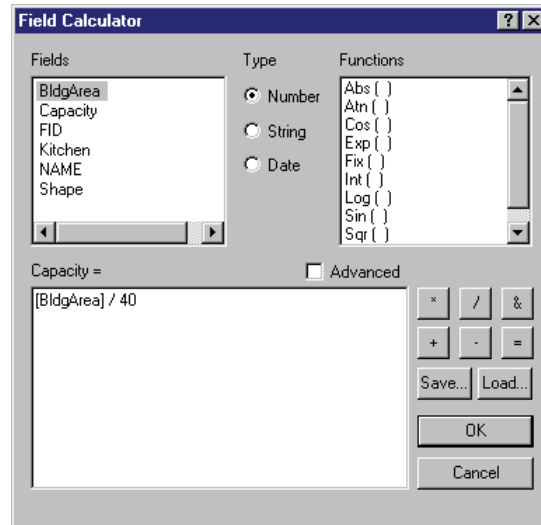 Field Calculator ? ×
Fields
BldgArea
Capacity
FID
Kitchen
NAME
Shape
Type
Number
String
Date
Functions
Abs ( )
Atn ( )
Cos ( )
Exp ( )
Fix ( )
Int ( )
Log ( )
Sin ( )
Sqr ( )
Capacity =
Advanced
[BldgArea] / 40
* / &
+ - =
Save... Load...
OK
Cancel